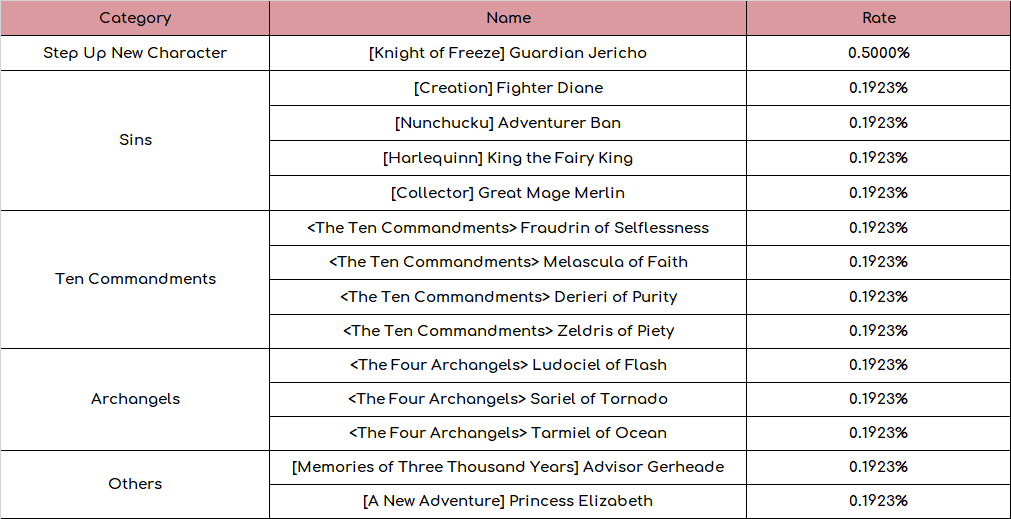 Category Name Rate
Step Up New Character [Knight of Freeze] Guardian Jericho 0.5000%
[Creation] Fighter Diane 0.1923%
[Nunchucku] Adventurer Ban 0.1923%
Sins
[Harlequinn] King the Fairy King 0.1923%
[Collector] Great Mage Merlin 0.1923%
<The Ten Commandments> Fraudrin of Selflessness 0.1923%
<The Ten Commandments> Melascula of Faith 0.1923%
Ten Commandments
<The Ten Commandments> Derieri of Purity 0.1923%
<The Ten Commandments> Zeldris of Piety 0.1923%
<The Four Archangels> Ludociel of Flash 0.1923%
Archangels <The Four Archangels> Sariel of Tornado 0.1923%
<The Four Archangels> Tarmiel of Ocean 0.1923%
[Memories of Three Thousand Years] Advisor Gerheade 0.1923%
Others
[A New Adventure] Princess Elizabeth 0.1923%